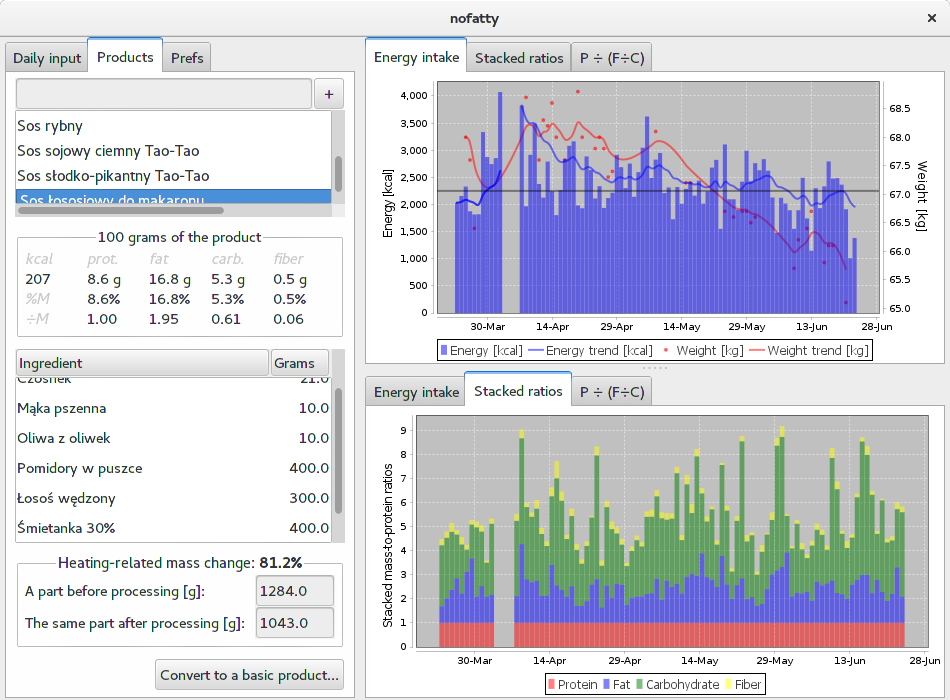 nofatty
Daily input Products Prefs
+
Sos rybny
Sos sojowy ciemny Tao-Tao
Sos słodko-pikantny Tao-Tao
Sos łososiowy do makaronu
100 grams of the product
kcal prot. fat carb. fiber
207 8.6 g 16.8 g 5.3 g 0.5 g
%M 8.6% 16.8% 5.3% 0.5%
÷M 1.00 1.95 0.61 0.06
Ingredient Grams
Czosnek 21.0
Mąka pszenna 10.0
Oliwa z oliwek 10.0
Pomidory w puszce 400.0
Łosoś wędzony 300.0
Śmietanka 30% 400.0
Heating-related mass change: 81.2%
A part before processing [g]: 1284.0
The same part after processing [g]: 1043.0
Convert to a basic product...
Energy intake Stacked ratios P ÷ (F÷C)
Energy [kcal]
4,000
3,500
3,000
2,500
2,000
1,500
1,000
500
0
68.5
68.0
67.5
67.0
66.5
66.0
65.5
65.0
Weight [kg]
30-Mar 14-Apr 29-Apr 14-May 29-May 13-Jun 28-Jun
Energy [kcal] Energy trend [kcal] Weight [kg] Weight trend [kg]
Energy intake Stacked ratios P ÷ (F÷C)
Stacked mass-to-protein ratios
9
8
7
6
5
4
3
2
1
0
30-Mar 14-Apr 29-Apr 14-May 29-May 13-Jun 28-Jun
Protein Fat Carbohydrate Fiber